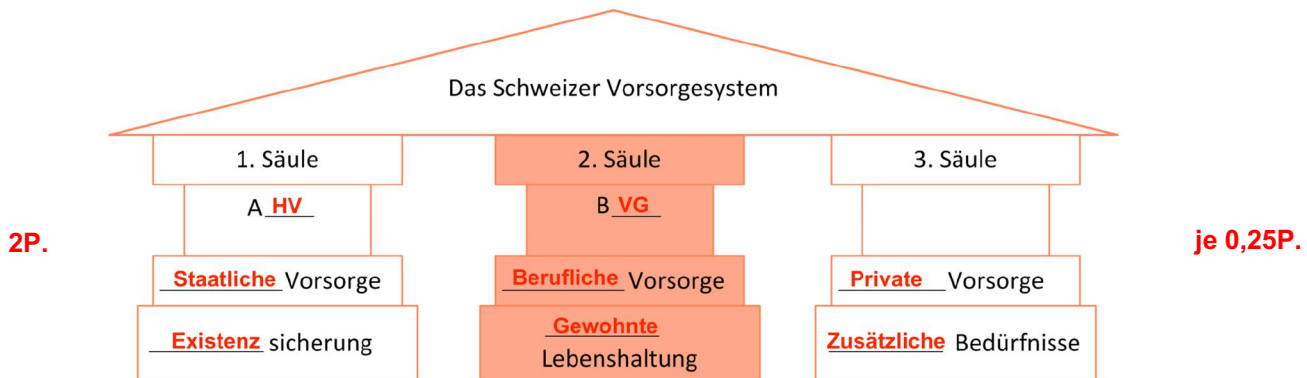 Das Schweizer Vorsorgesystem
1. Säule
2. Säule
3. Säule
A HV
B VG
2P.
je 0,25P.
Staatliche Vorsorge
Berufliche Vorsorge
Private Vorsorge
Existenz sicherung
Gewohnte
Lebenshaltung
Zusätzliche Bedürfnisse